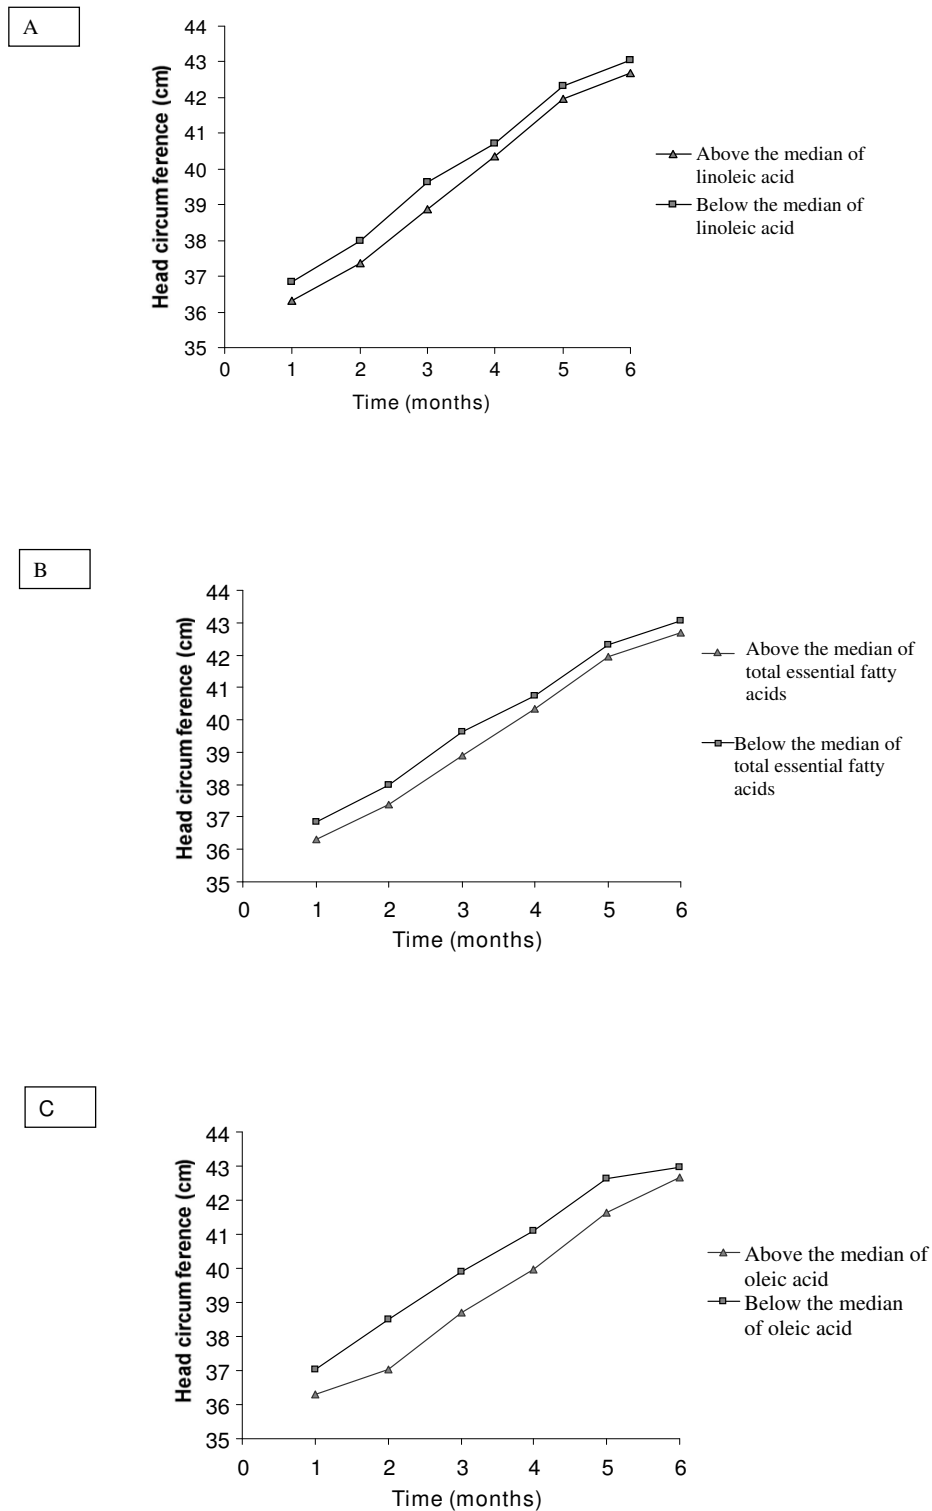 A
44
43
42
41
40
39
38
37
36
35
0 1 2 3 4 5 6
Head circumference (cm)
Time (months)
Above the median of
linoleic acid
Below the median of
linoleic acid
B
44
43
42
41
40
39
38
37
36
35
0 1 2 3 4 5 6
Head circumference (cm)
Time (months)
Above the median of
total essential fatty
acids
Below the median of
total essential fatty
acids
C
44
43
42
41
40
39
38
37
36
35
0 1 2 3 4 5 6
Head circumference (cm)
Time (months)
Above the median of
oleic acid
Below the median
of oleic acid